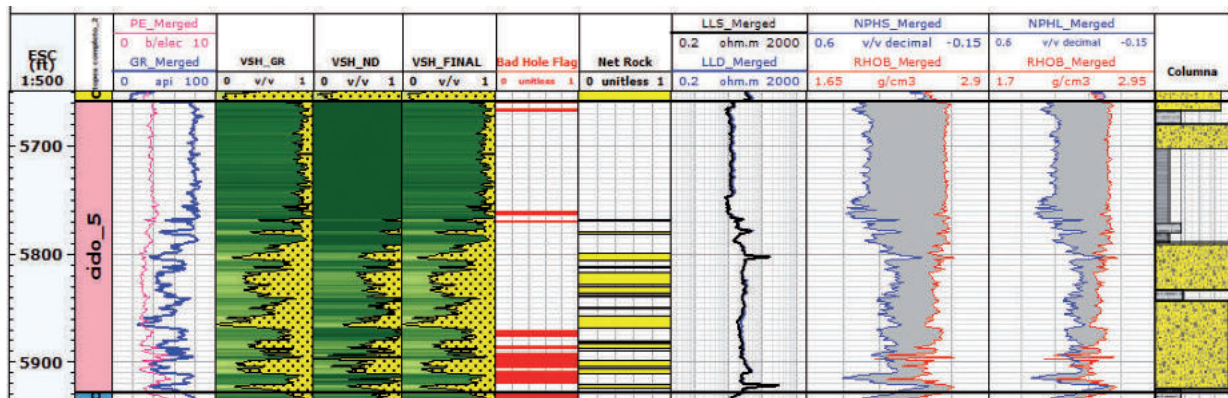 ESC
(ft)
1:500
PE_Merged
0 b/elec 10
GR_Merged
0 api 100
VSH_GR
0 v/v 1
VSH_ND
0 v/v 1
VSH_FINAL
0 v/v 1
Bad Hole Flag
0 unitless 1
Net Rock
0 unitless 1
LLS_Merged
0.2 ohm.m 2000
LLD_Merged
0.2 ohm.m 2000
NPHS_Merged
0.6 v/v decimal -0.15
RHOB_Merged
1.65 g/cm3 2.9
NPHL_Merged
0.6 v/v decimal -0.15
RHOB_Merged
1.7 g/cm3 2.95
Columna
5700
5800
5900